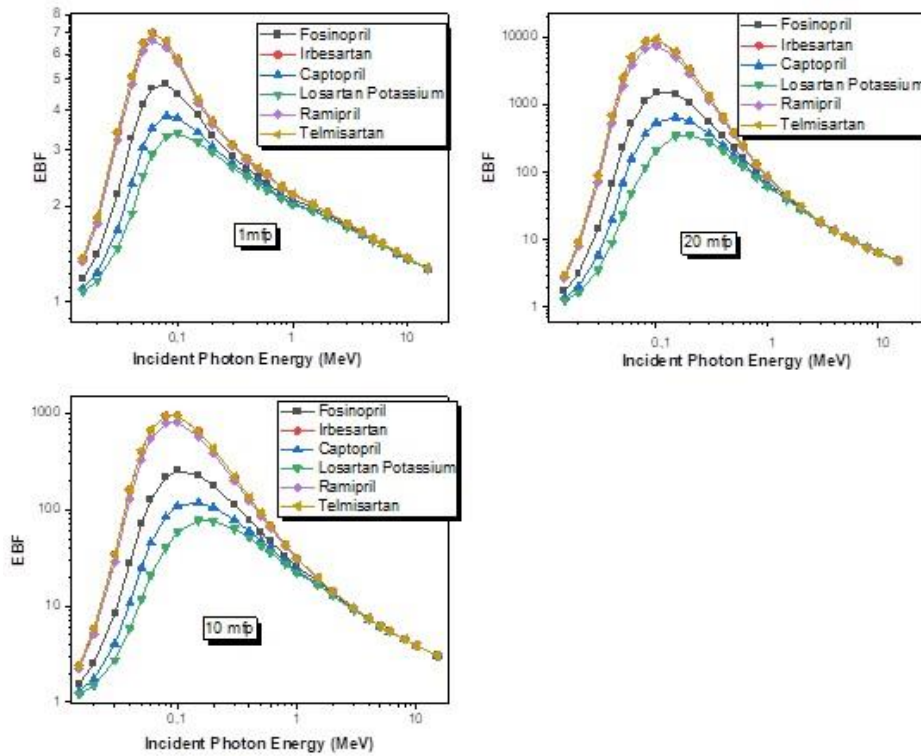 8
7
6
5
4
3
2
1
EBF
Fosinopril
Irbesartan
Captopril
Losartan Potassium
Ramipril
Telmisartan
1mfp
0,1
1
10
Incident Photon Energy (MeV)
10000
1000
100
10
1
EBF
Fosinopril
Irbesartan
Captopril
Losartan Potassium
Ramipril
Telmisartan
20 mfp
0,1
1
10
Incident Photon Energy (MeV)
1000
100
10
1
EBF
Fosinopril
Irbesartan
Captopril
Losartan Potassium
Ramipril
Telmisartan
10 mfp
0,1
1
10
Incident Photon Energy (MeV)